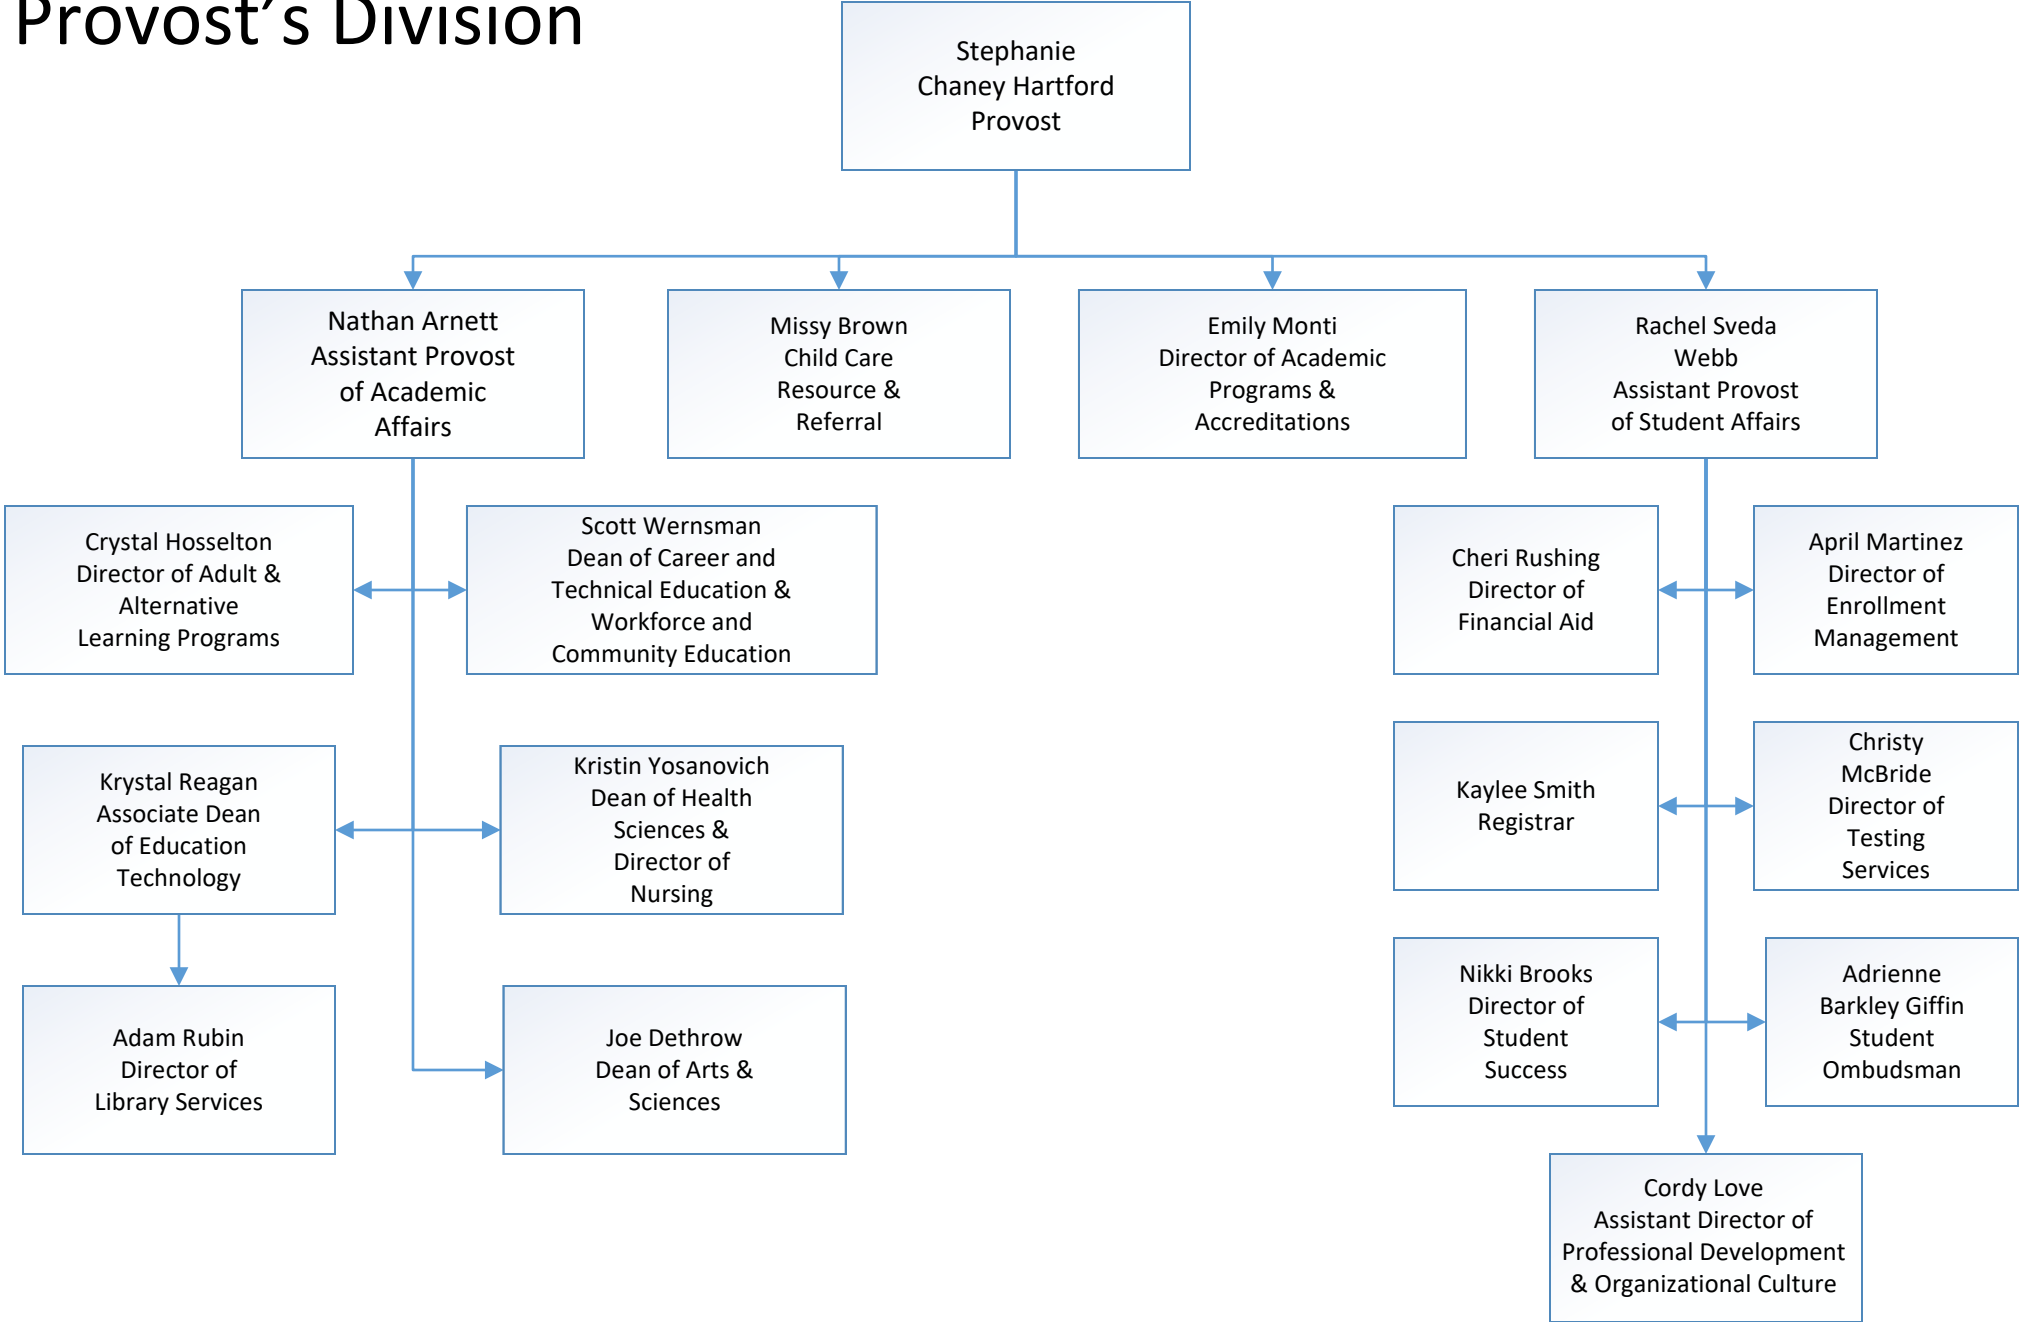 Provost’s Division
Stephanie
Chaney Hartford
Provost
Nathan Arnett
Assistant Provost
of Academic
Affairs
Missy Brown
Child Care
Resource &
Referral
Emily Monti
Director of Academic
Programs &
Accreditations
Rachel Sveda
Webb
Assistant Provost
of Student Affairs
Crystal Hosselton
Director of Adult &
Alternative
Learning Programs
Scott Wernsman
Dean of Career and
Technical Education &
Workforce and
Community Education
Cheri Rushing
Director of
Financial Aid
April Martinez
Director of
Enrollment
Management
Krystal Reagan
Associate Dean
of Education
Technology
Kristin Yosanovich
Dean of Health
Sciences &
Director of
Nursing
Kaylee Smith
Registrar
Christy
McBride
Director of
Testing
Services
Adam Rubin
Director of
Library Services
Joe Dethrow
Dean of Arts &
Sciences
Nikki Brooks
Director of
Student
Success
Adrienne
Barkley Giffin
Student
Ombudsman
Cordy Love
Assistant Director of
Professional Development
& Organizational Culture